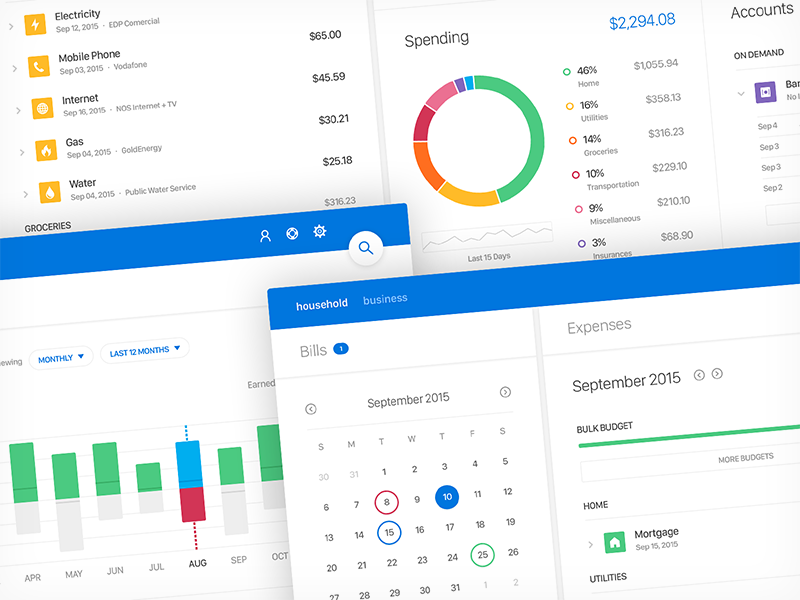 Electricity
Sep 12, 2015 · EDP Comercial
$65.00
Mobile Phone
Sep 03, 2015 · Vodafone
$45.59
Internet
Sep 16, 2015 · NOS Internet + TV
$30.21
Gas
Sep 04, 2015 · GoldEnergy
$25.18
Water
Sep 04, 2015 · Public Water Service
GROCERIES
$316.23
Spending
$2,294.08
46%
$1,055.94
Home
16%
$358.13
Utilities
14%
$316.23
Groceries
10%
$229.10
Transportation
9%
$210.10
Miscellaneous
3%
$68.90
Insurances
Last 15 Days
Accounts
ON DEMAND
Sep 4
Sep 3
Sep 3
Sep 2
MONTHLY
LAST 12 MONTHS
Earned
APR MAY JUN JUL AUG SEP OCT
household business
Bills 1
September 2015
S M T W T F S
30 31 1 2 3 4 5
6 7 8 9 10 11 12
13 14 15 16 17 18 19
20 21 22 23 24 25 26
27 28 29 30 31 1 2
Expenses
September 2015
BULK BUDGET
MORE BUDGETS
HOME
Mortgage
Sep 15, 2015
UTILITIES